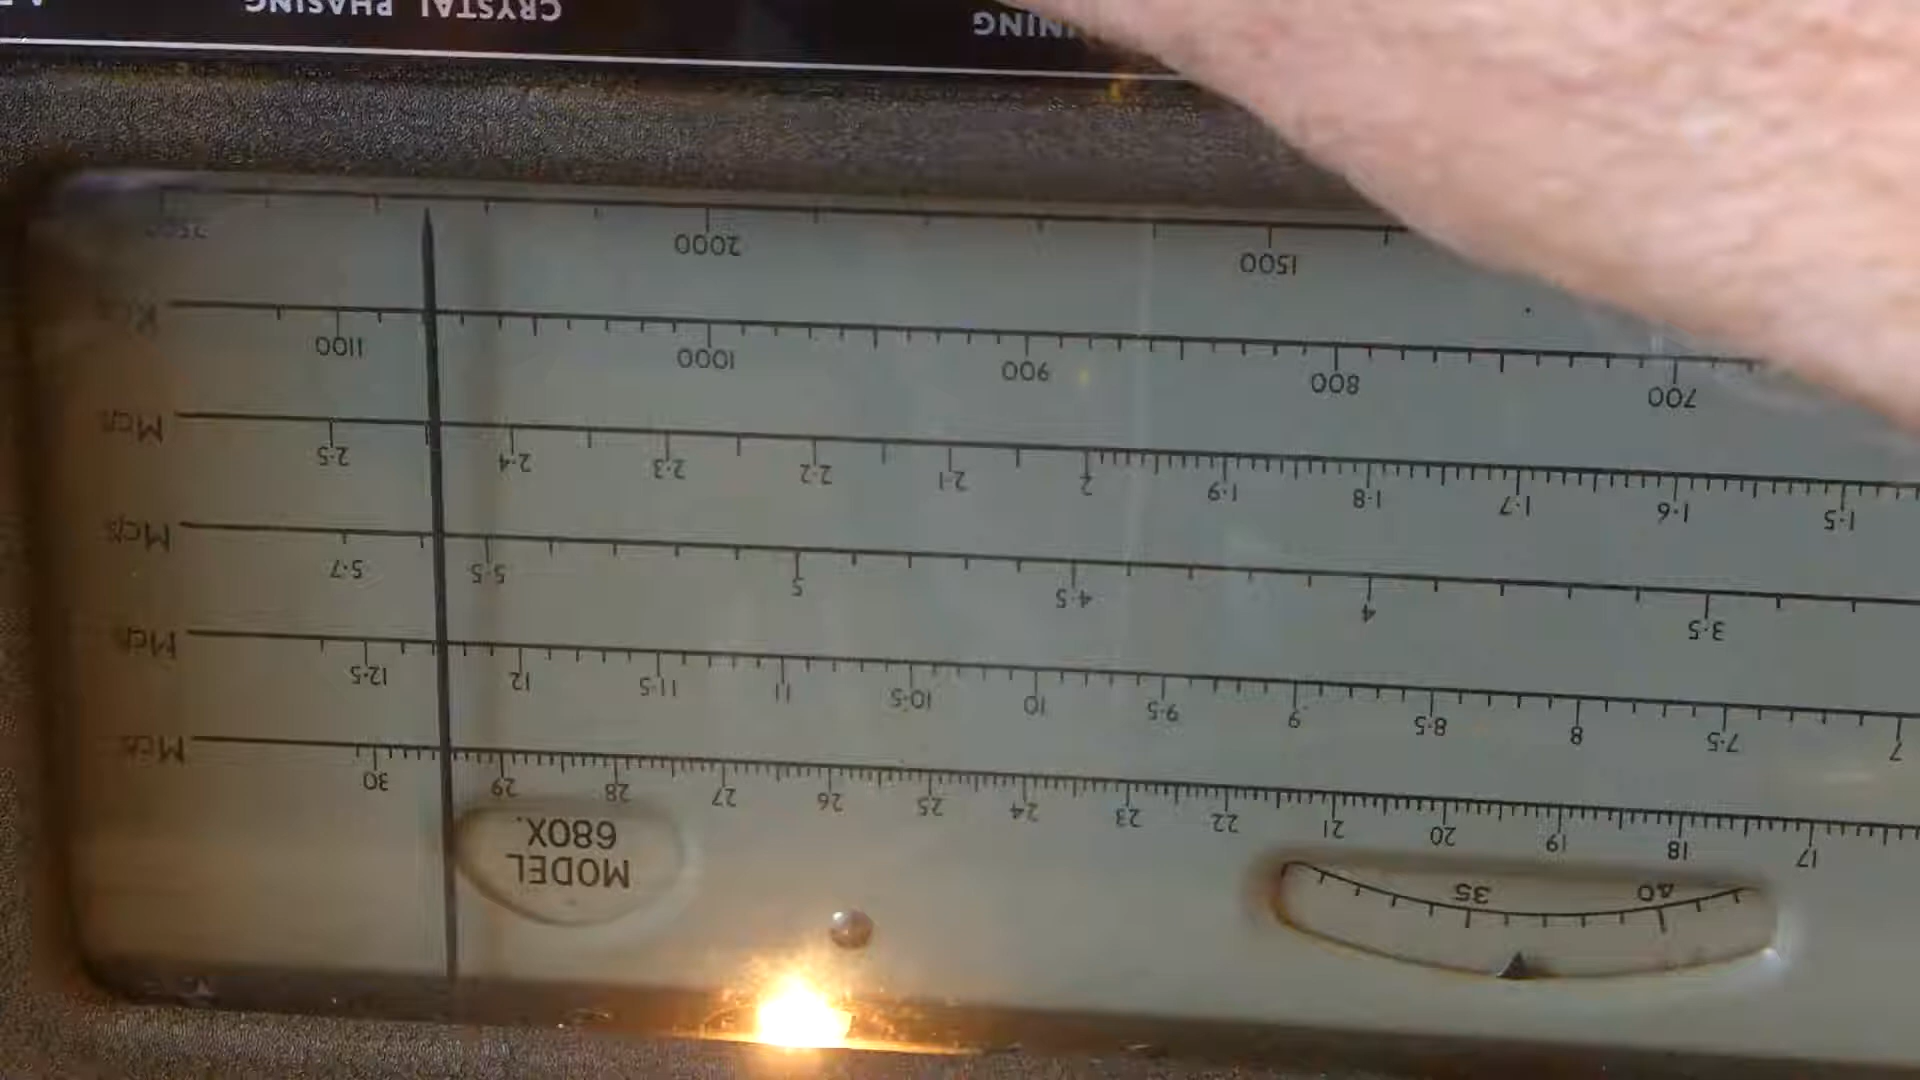 40 35
MODEL
680X.
17 18 19 20 21 22 23 24 25 26 27 28 29 30 Mc/s
7 7·5 8 8·5 9 9·5 10 10·5 11 11·5 12 12·5 Mc/s
3·5 4 4·5 5 5·5 5·7 Mc/s
1·5 1·6 1·7 1·8 1·9 2 2·1 2·2 2·3 2·4 2·5 Mc/s
700 800 900 1000 1100
1500 2000 2500
NING CRYSTAL PHASING